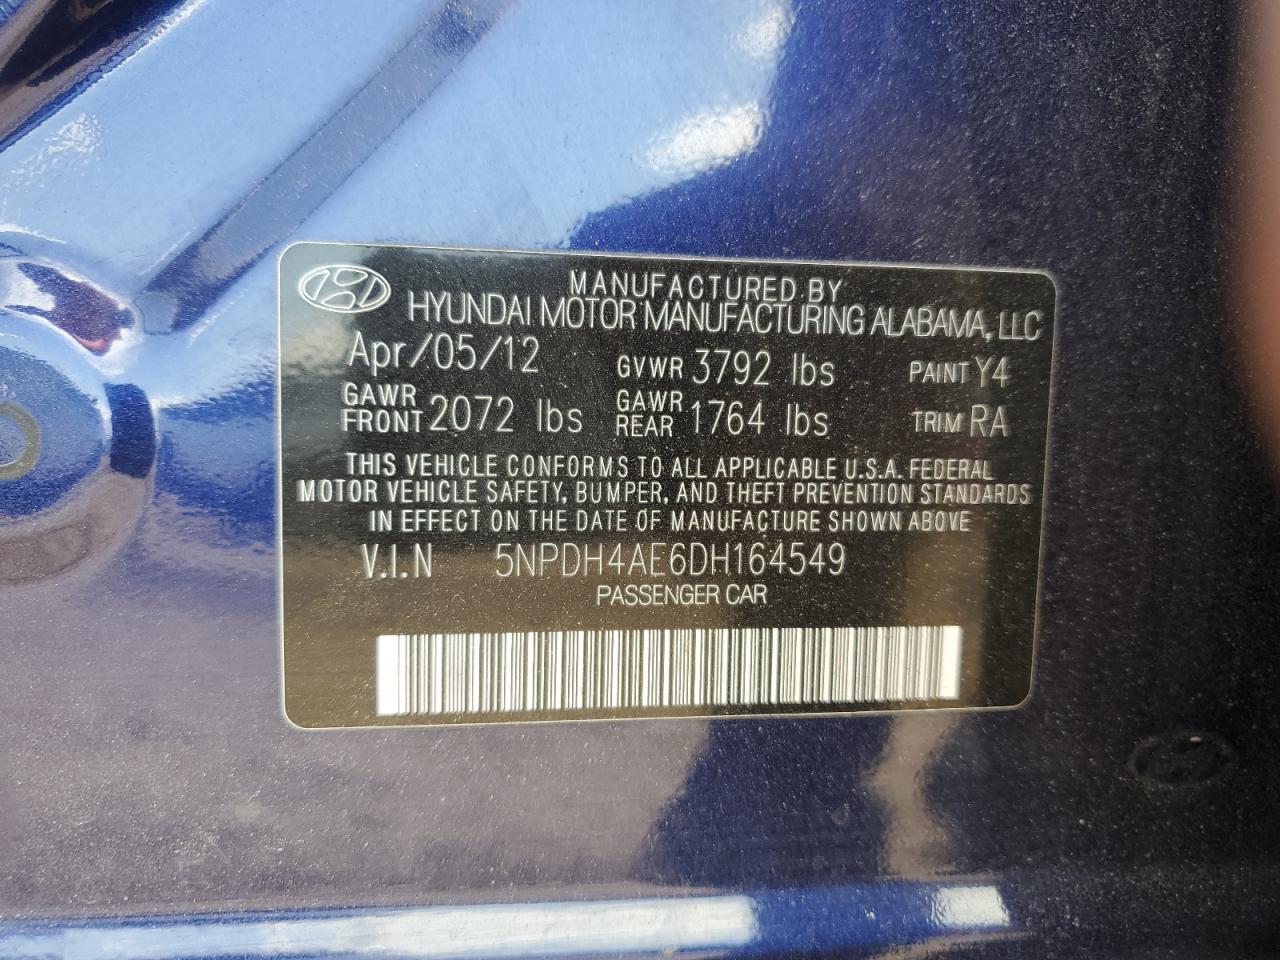 MANUFACTURED BY
HYUNDAI MOTOR MANUFACTURING ALABAMA, LLC
Apr/05/12 GVWR 3792 lbs PAINT Y4
GAWR FRONT 2072 lbs GAWR REAR 1764 lbs TRIM RA
THIS VEHICLE CONFORMS TO ALL APPLICABLE U.S.A. FEDERAL
MOTOR VEHICLE SAFETY, BUMPER, AND THEFT PREVENTION STANDARDS
IN EFFECT ON THE DATE OF MANUFACTURE SHOWN ABOVE
V.I.N 5NPDH4AE6DH164549
PASSENGER CAR